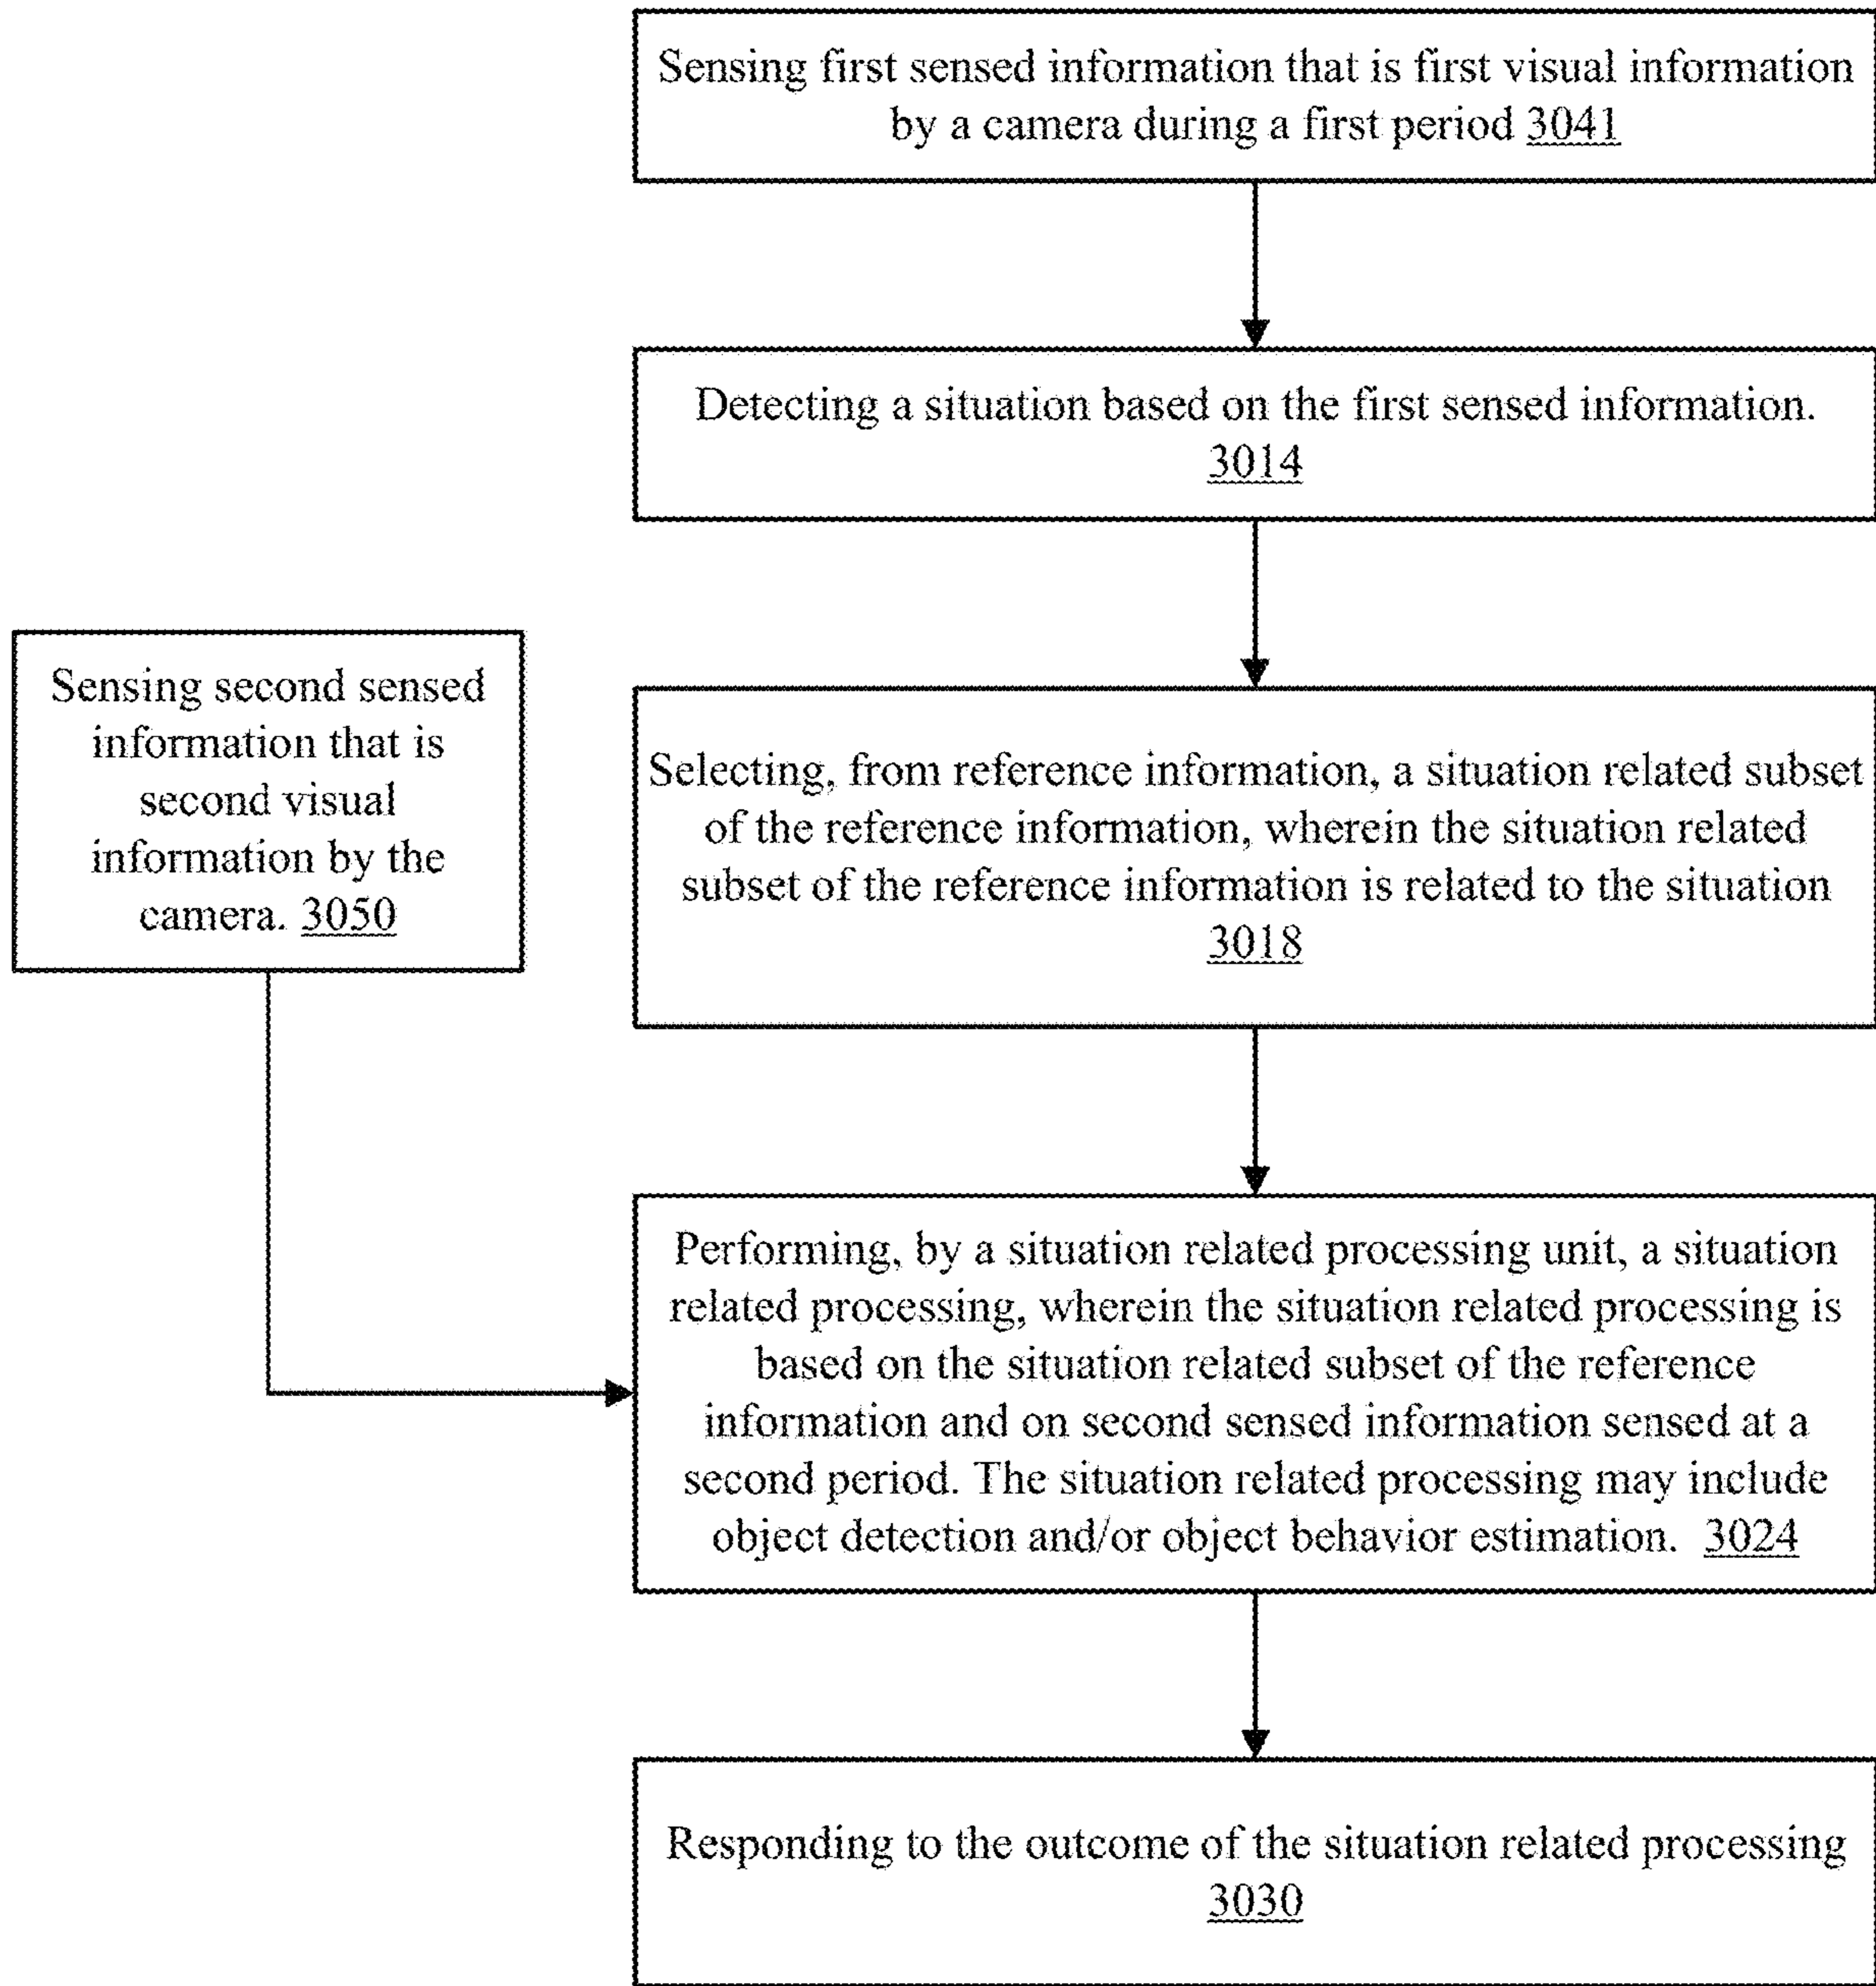 Sensing first sensed information that is first visual information
by a camera during a first period 3041
Detecting a situation based on the first sensed information.
3014
Sensing second sensed
information that is
second visual
information by the
camera. 3050
Selecting, from reference information, a situation related subset
of the reference information, wherein the situation related
subset of the reference information is related to the situation
3018
Performing, by a situation related processing unit, a situation
related processing, wherein the situation related processing is
based on the situation related subset of the reference
information and on second sensed information sensed at a
second period. The situation related processing may include
object detection and/or object behavior estimation. 3024
Responding to the outcome of the situation related processing
3030